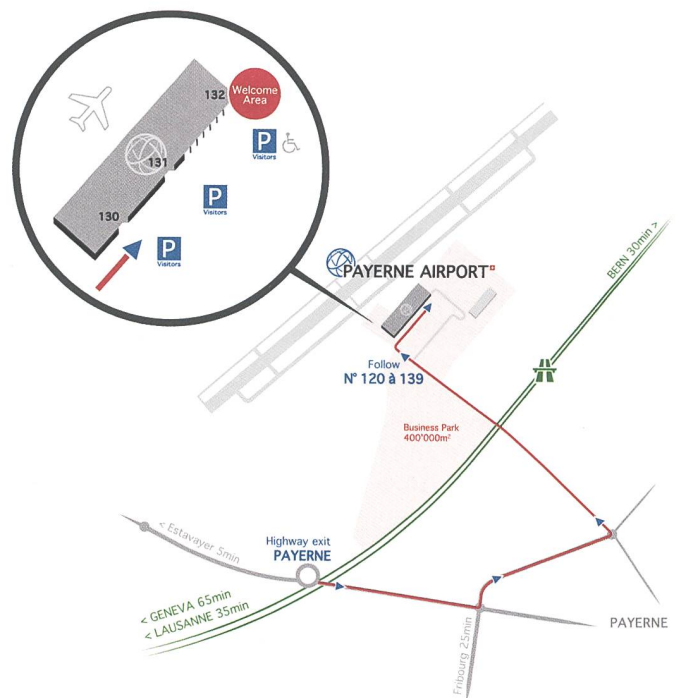 132
Welcome
Area
131
130
P
Visitors
P
Visitors
P
Visitors
PAYERNE AIRPORT
BERN 30min >
Follow
N° 120 à 139
Business Park
400'000m²
< Estavayer 5min
Highway exit
PAYERNE
< GENEVA 65min
< LAUSANNE 35min
Fribourg 25min
PAYERNE